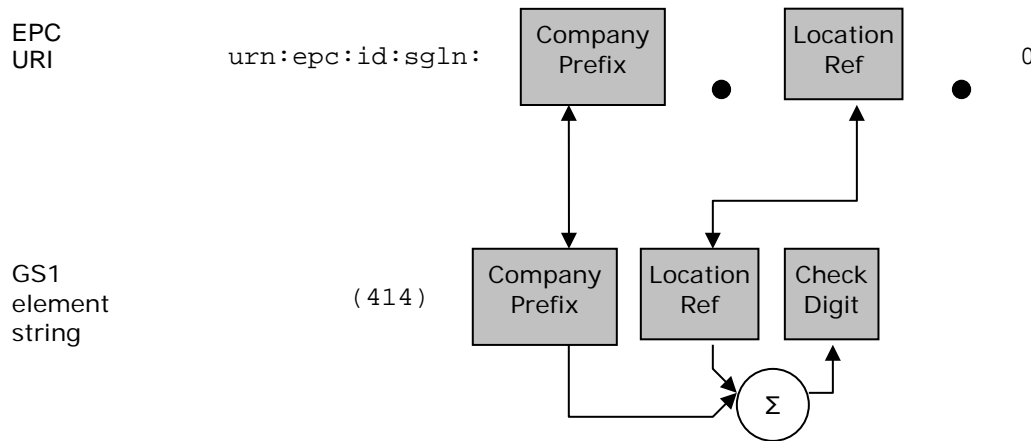 EPC
URI
urn:epc:id:sgln:
Company
Prefix
●
Location
Ref
●
0
GS1
element
string
(414)
Company
Prefix
Location
Ref
Check
Digit
Σ